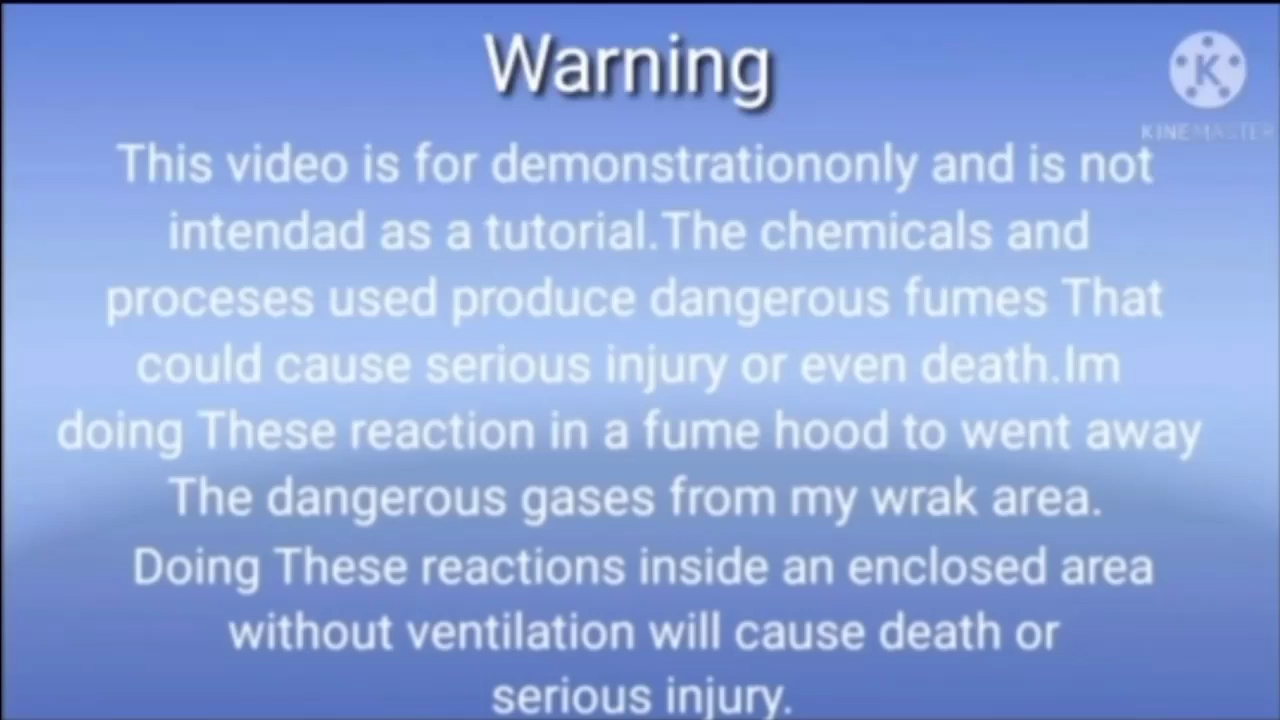 Warning
KINEMASTER
This video is for demonstrationonly and is not
intendad as a tutorial.The chemicals and
proceses used produce dangerous fumes That
could cause serious injury or even death.Im
doing These reaction in a fume hood to went away
The dangerous gases from my wrak area.
Doing These reactions inside an enclosed area
without ventilation will cause death or
serious injury.